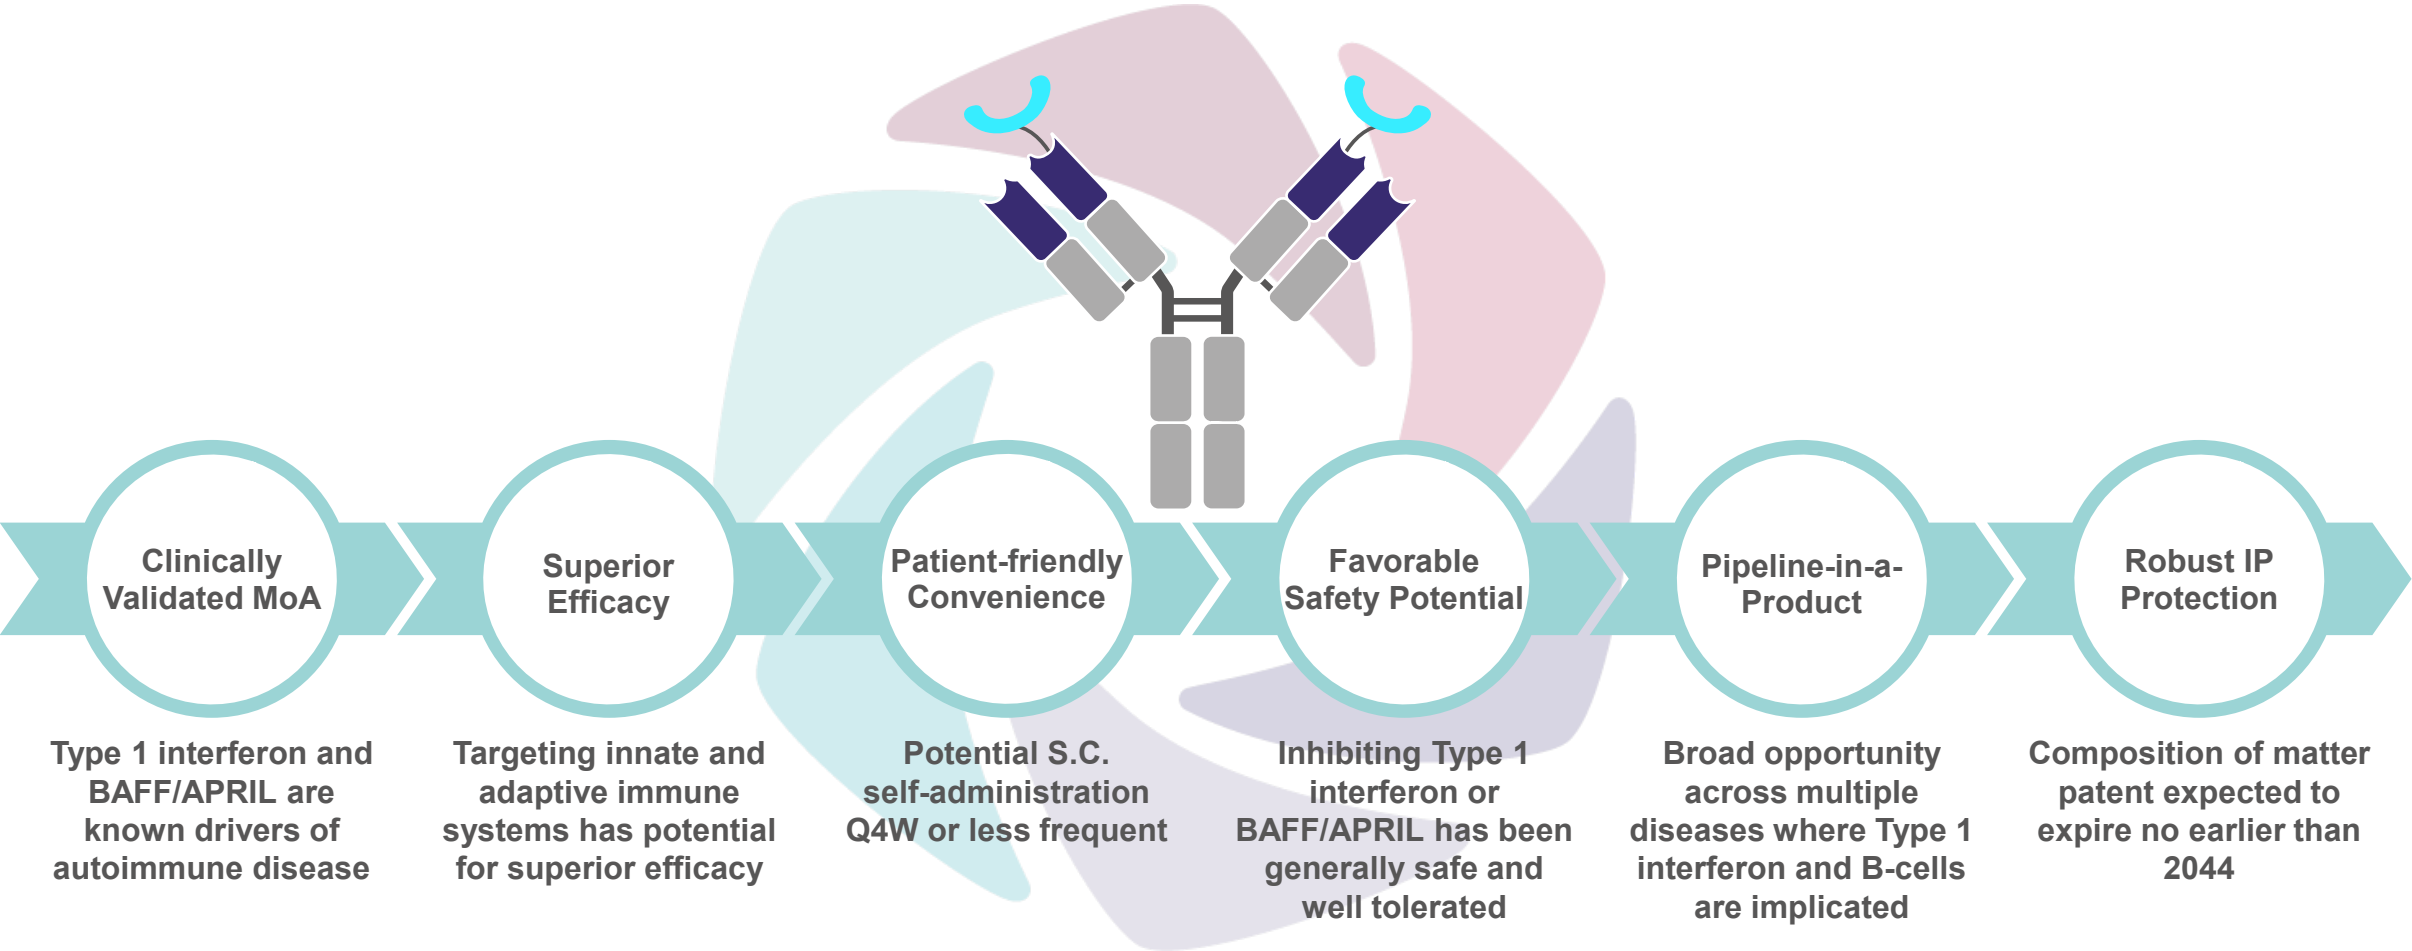 Clinically
Validated MoA
Type 1 interferon and
BAFF/APRIL are
known drivers of
autoimmune disease
Superior
Efficacy
Targeting innate and
adaptive immune
systems has potential
for superior efficacy
Patient-friendly
Convenience
Potential S.C.
self-administration
Q4W or less frequent
Favorable
Safety Potential
Inhibiting Type 1
interferon or
BAFF/APRIL has been
generally safe and
well tolerated
Pipeline-in-a-
Product
Broad opportunity
across multiple
diseases where Type 1
interferon and B-cells
are implicated
Robust IP
Protection
Composition of matter
patent expected to
expire no earlier than
2044